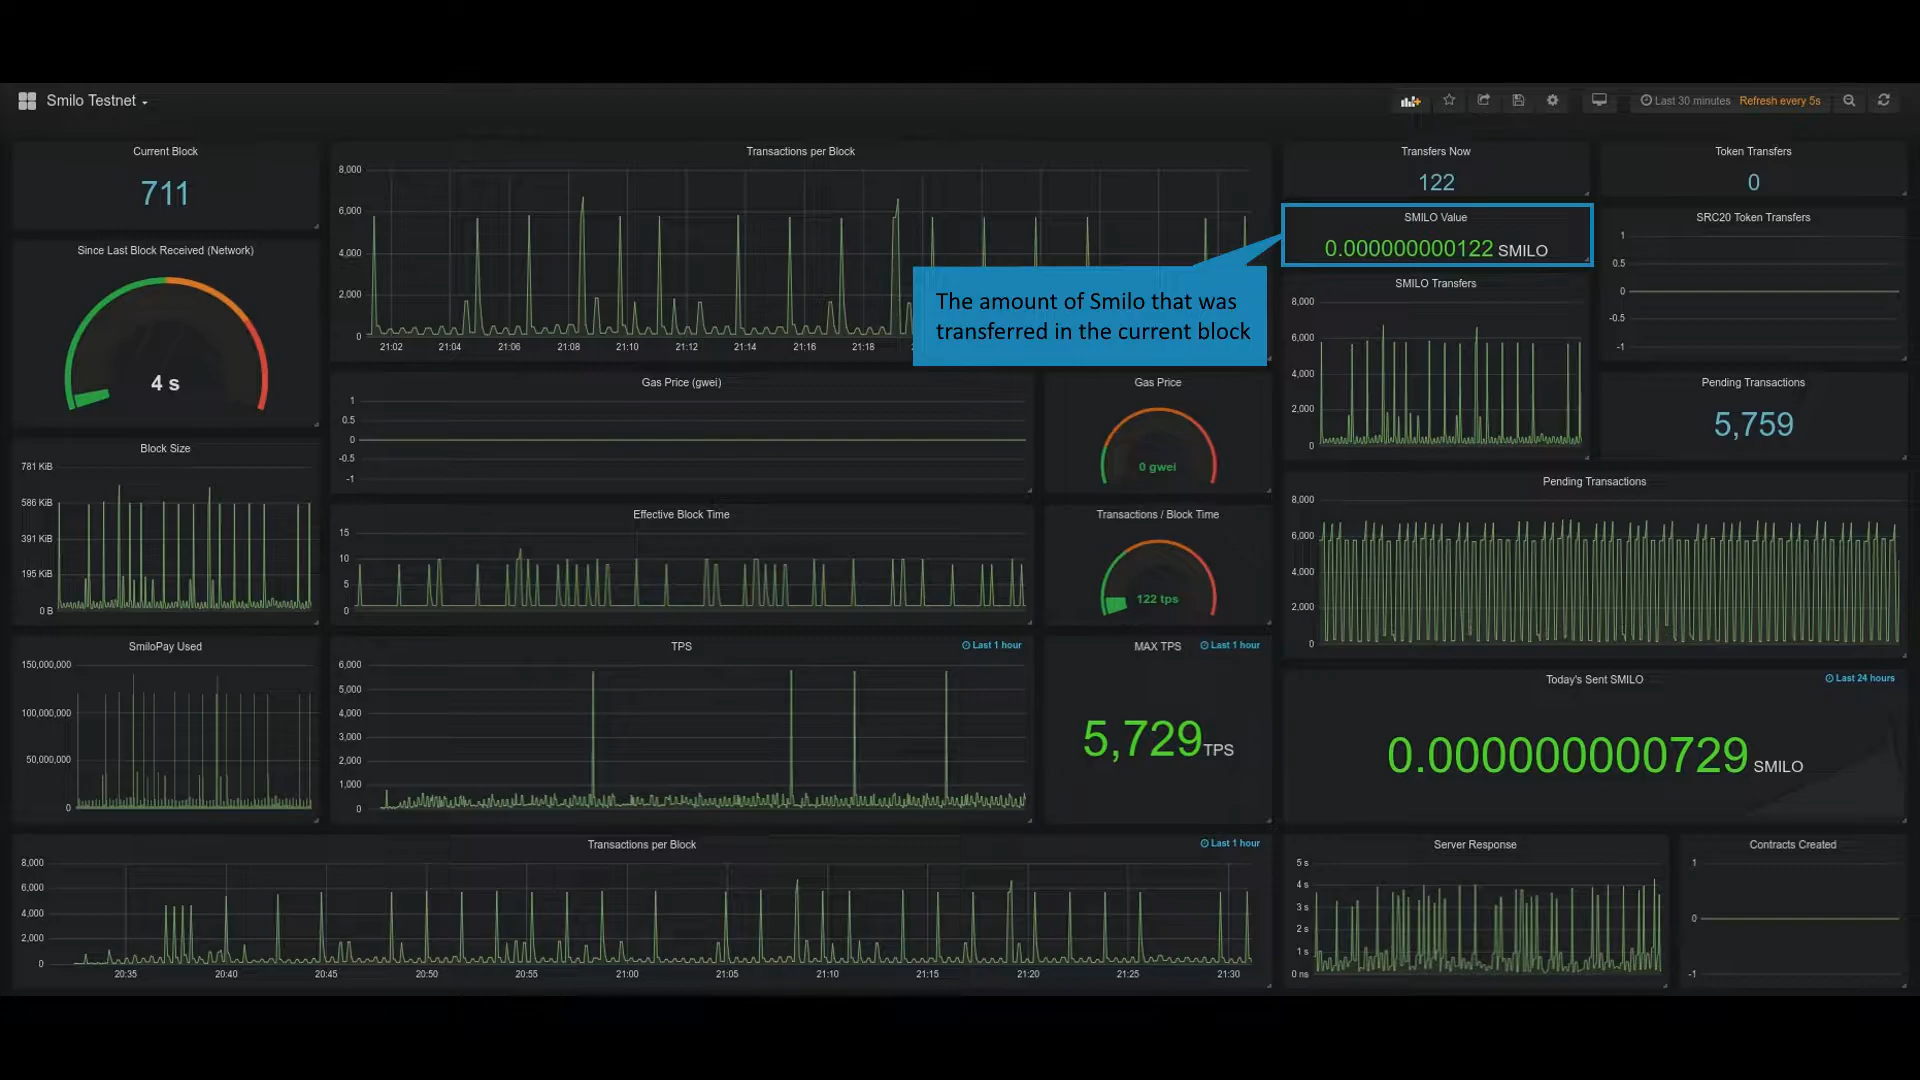 Smilo Testnet
Last 30 minutes Refresh every 5s
Current Block
711
Since Last Block Received (Network)
4 s
Block Size
781 KiB
586 KiB
391 KiB
195 KiB
0 B
SmiloPay Used
150,000,000
100,000,000
50,000,000
0
Transactions per Block
8,000
6,000
4,000
2,000
0
21:02 21:04 21:06 21:08 21:10 21:12 21:14 21:16 21:18
The amount of Smilo that was
transferred in the current block
Gas Price (gwei)
1
0.5
0
-0.5
-1
Gas Price
0 gwei
Effective Block Time
15
10
5
0
Transactions / Block Time
122 tps
TPS
Last 1 hour
6,000
5,000
4,000
3,000
2,000
1,000
0
MAX TPS
Last 1 hour
5,729 TPS
Transfers Now
122
Token Transfers
0
SMILO Value
0.000000000122 SMILO
SRC20 Token Transfers
1
0.5
0
-0.5
-1
SMILO Transfers
8,000
6,000
4,000
2,000
0
Pending Transactions
5,759
Pending Transactions
8,000
6,000
4,000
2,000
0
Today's Sent SMILO
Last 24 hours
0.000000000729 SMILO
Transactions per Block
Last 1 hour
8,000
6,000
4,000
2,000
0
20:35 20:40 20:45 20:50 20:55 21:00 21:05 21:10 21:15 21:20 21:25 21:30
Server Response
5 s
4 s
3 s
2 s
1 s
0 ns
Contracts Created
1
0
-1